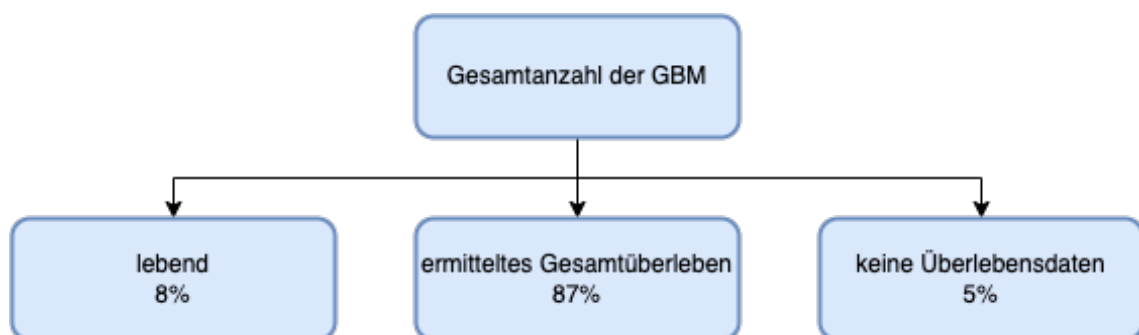 Gesamtanzahl der GBM
lebend
8%
ermitteltes Gesamtüberleben
87%
keine Überlebensdaten
5%